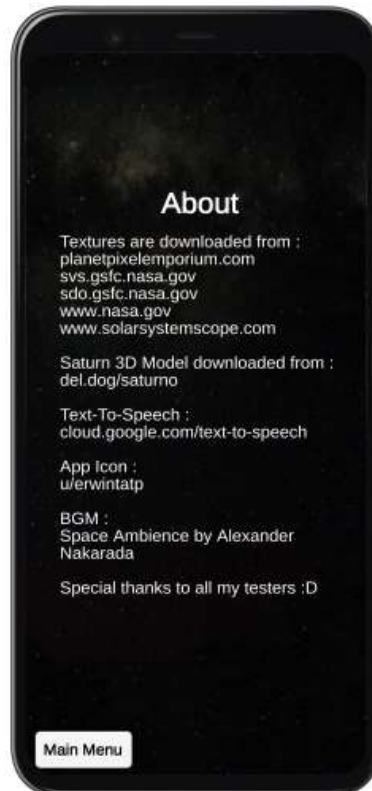 About
Textures are downloaded from :
planetpixelemporium.com
svs.gsfc.nasa.gov
sdo.gsfc.nasa.gov
www.nasa.gov
www.solarsystemscope.com
Saturn 3D Model downloaded from :
del.dog/saturno
Text-To-Speech :
cloud.google.com/text-to-speech
App Icon :
u/erwintatp
BGM :
Space Ambience by Alexander
Nakarada
Special thanks to all my testers :D
Main Menu